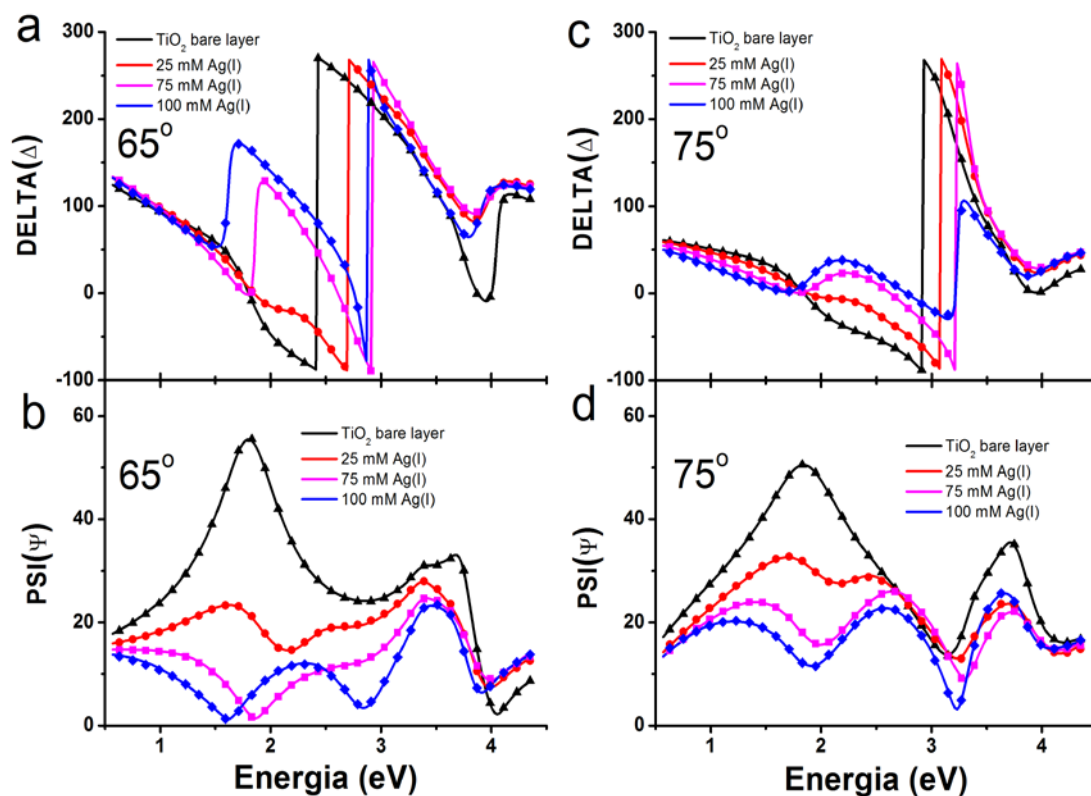 a
300
200
100
0
-100
DELTA(Δ)
TiO2 bare layer
25 mM Ag(I)
75 mM Ag(I)
100 mM Ag(I)
65o
c
300
200
100
0
-100
DELTA(Δ)
TiO2 bare layer
25 mM Ag(I)
75 mM Ag(I)
100 mM Ag(I)
75o
b
60
40
20
0
PSI(Ψ)
65o
TiO2 bare layer
25 mM Ag(I)
75 mM Ag(I)
100 mM Ag(I)
1 2 3 4
Energia (eV)
d
60
40
20
0
PSI(Ψ)
75o
TiO2 bare layer
25 mM Ag(I)
75 mM Ag(I)
100 mM Ag(I)
1 2 3 4
Energia (eV)